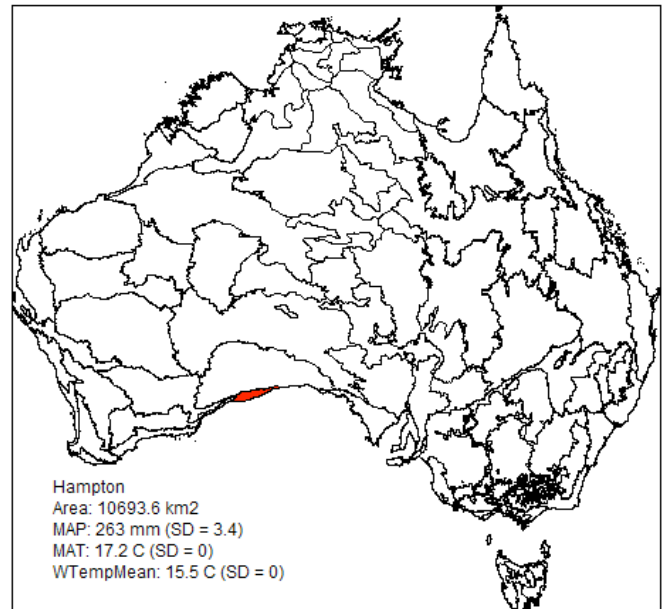 Hampton
Area: 10693.6 km2
MAP: 263 mm (SD = 3.4)
MAT: 17.2 C (SD = 0)
WTempMean: 15.5 C (SD = 0)